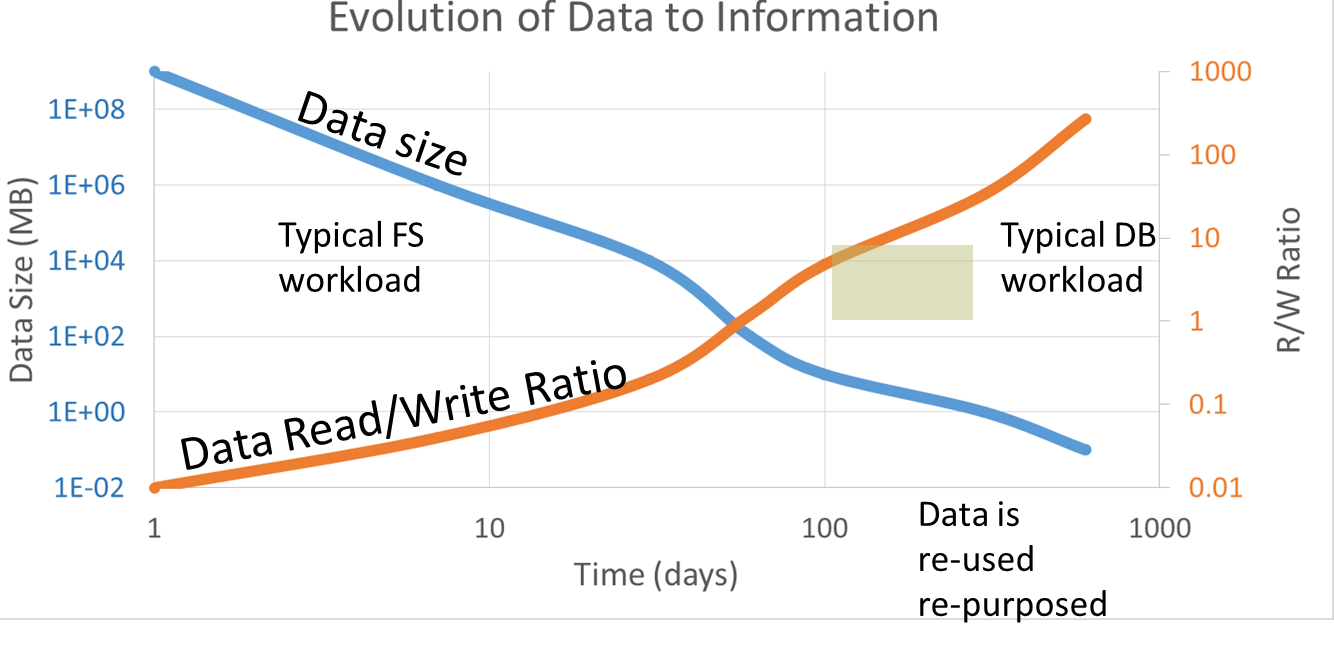 Evolution of Data to Information
Data Size (MB)
1E+08
1E+06
1E+04
1E+02
1E+00
1E-02
Data size
Typical FS
workload
Data Read/Write Ratio
Typical DB
workload
1000
100
10
1
0.1
0.01
R/W Ratio
1
10
100
1000
Time (days)
Data is
re-used
re-purposed